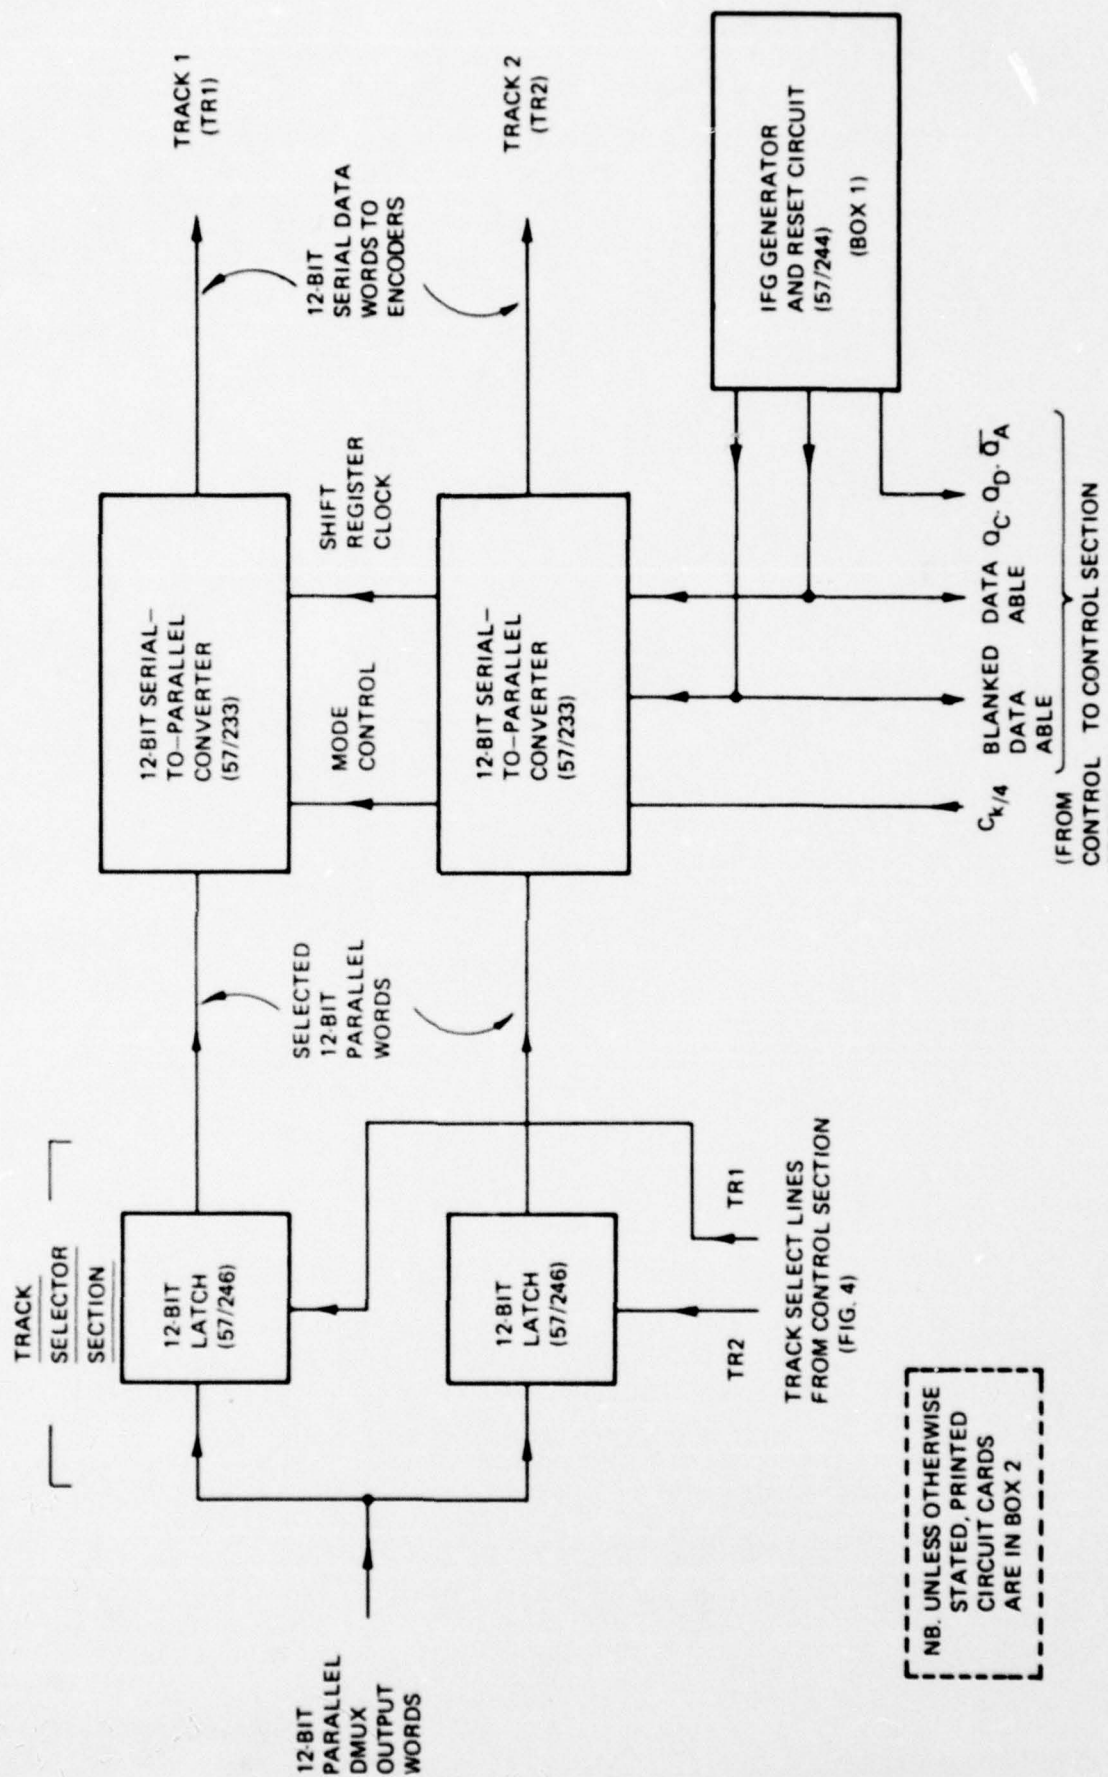 TRACK
SELECTOR
SECTION
12-BIT
PARALLEL
DMUX
OUTPUT
WORDS
12-BIT
LATCH
(57/246)
12-BIT
LATCH
(57/246)
TR2
TR1
TRACK SELECT LINES
FROM CONTROL SECTION
(FIG. 4)
SELECTED
12-BIT
PARALLEL
WORDS
12-BIT SERIAL–
TO–PARALLEL
CONVERTER
(57/233)
MODE
CONTROL
SHIFT
REGISTER
CLOCK
12-BIT SERIAL–
TO–PARALLEL
CONVERTER
(57/233)
12-BIT
SERIAL DATA
WORDS TO
ENCODERS
TRACK 1
(TR1)
TRACK 2
(TR2)
IFG GENERATOR
AND RESET CIRCUIT
(57/244)
(BOX 1)
Ck/4
BLANKED
DATA
ABLE
DATA
ABLE
QC· QD· Q̅A
(FROM
CONTROL
TO CONTROL SECTION
NB. UNLESS OTHERWISE
STATED, PRINTED
CIRCUIT CARDS
ARE IN BOX 2